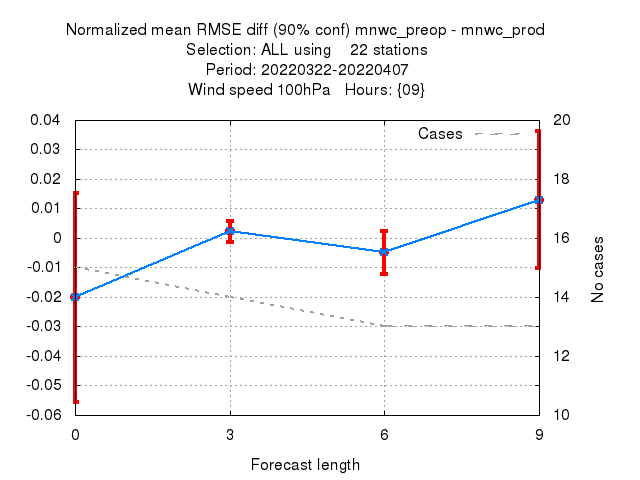 Normalized mean RMSE diff (90% conf) mnwc_preop - mnwc_prod
Selection: ALL using    22 stations
Period: 20220322-20220407
Wind speed 100hPa   Hours: {09}
0.04
0.03
0.02
0.01
0
-0.01
-0.02
-0.03
-0.04
-0.05
-0.06
Cases
20
18
16
14
12
10
No cases
0 3 6 9
Forecast length